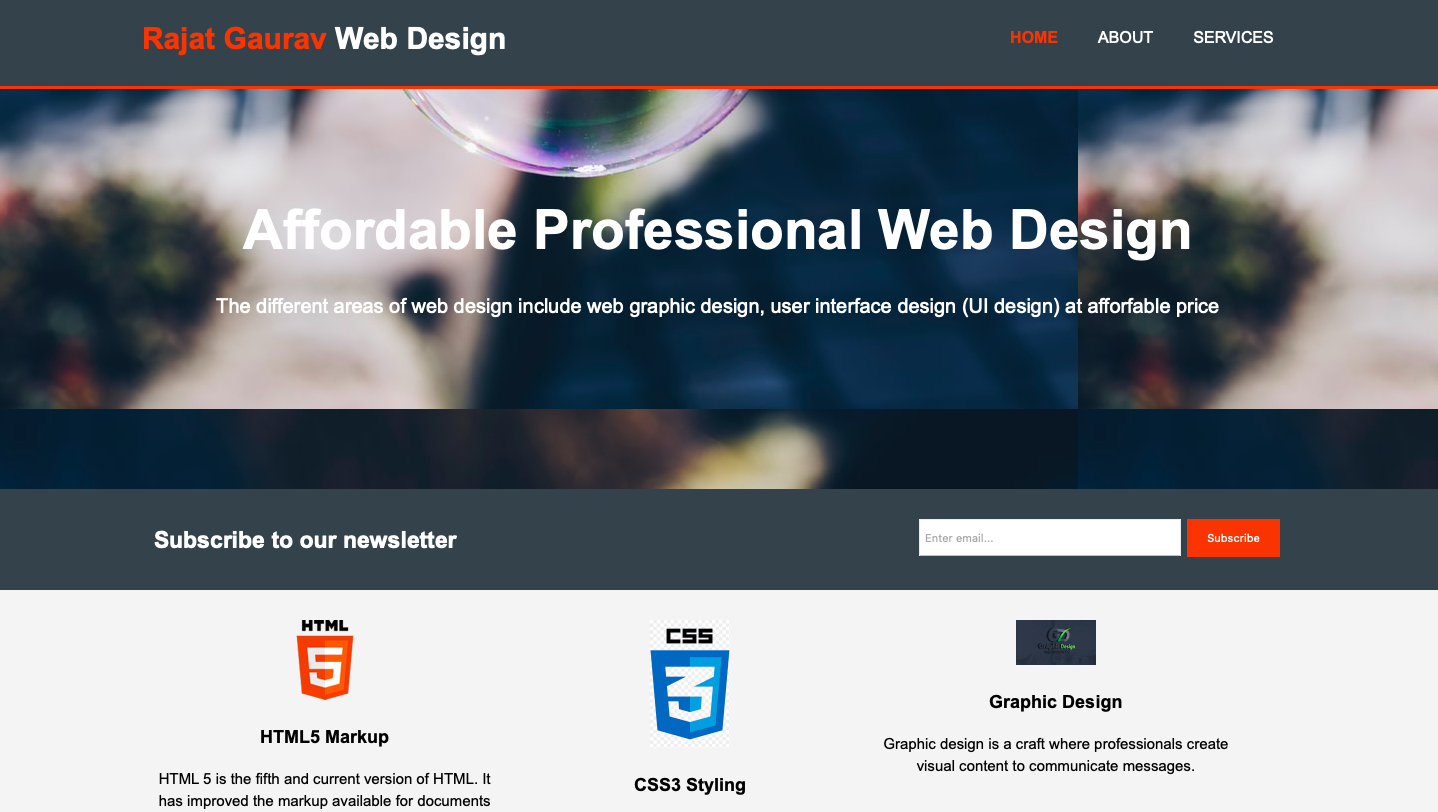 Rajat Gaurav Web Design
HOME ABOUT SERVICES
Affordable Professional Web Design
The different areas of web design include web graphic design, user interface design (UI design) at afforfable price
Subscribe to our newsletter
Enter email...
Subscribe
HTML
5
HTML5 Markup
HTML 5 is the fifth and current version of HTML. It
has improved the markup available for documents
CSS
3
CSS3 Styling
Design
Graphic Design
Graphic design is a craft where professionals create
visual content to communicate messages.